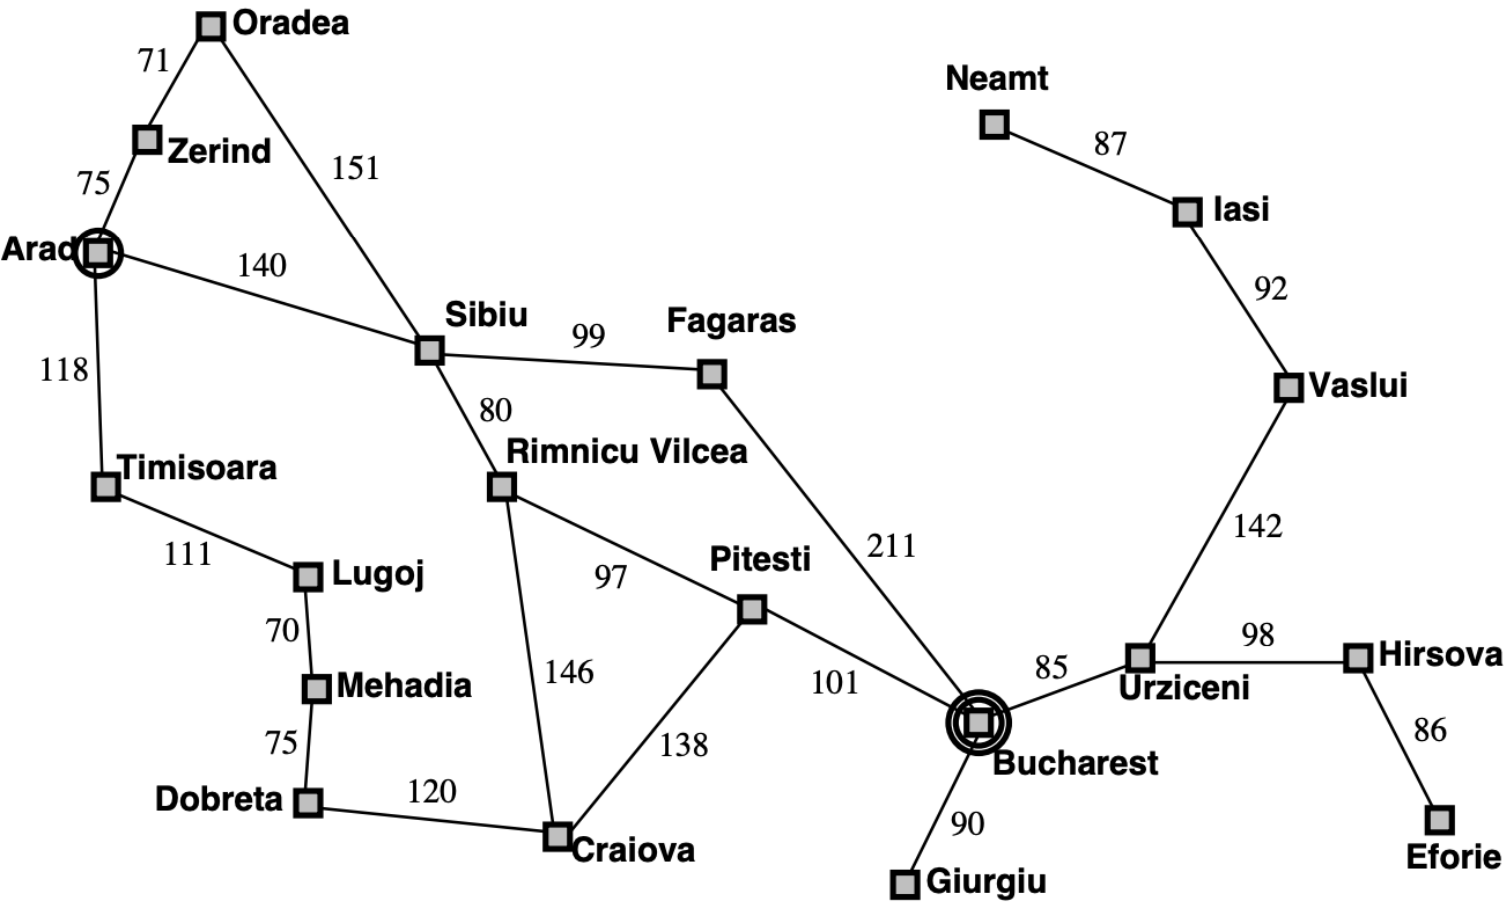 Oradea
71
Neamt
87
Zerind
151
75
Iasi
Arad
140
92
Sibiu
Fagaras
99
118
Vaslui
80
Rimnicu Vilcea
Timisoara
142
211
111
Pitesti
Lugoj
97
70
98
Hirsova
85
146
101
Mehadia
Urziceni
86
75
138
Bucharest
Dobreta
120
90
Craiova
Eforie
Giurgiu